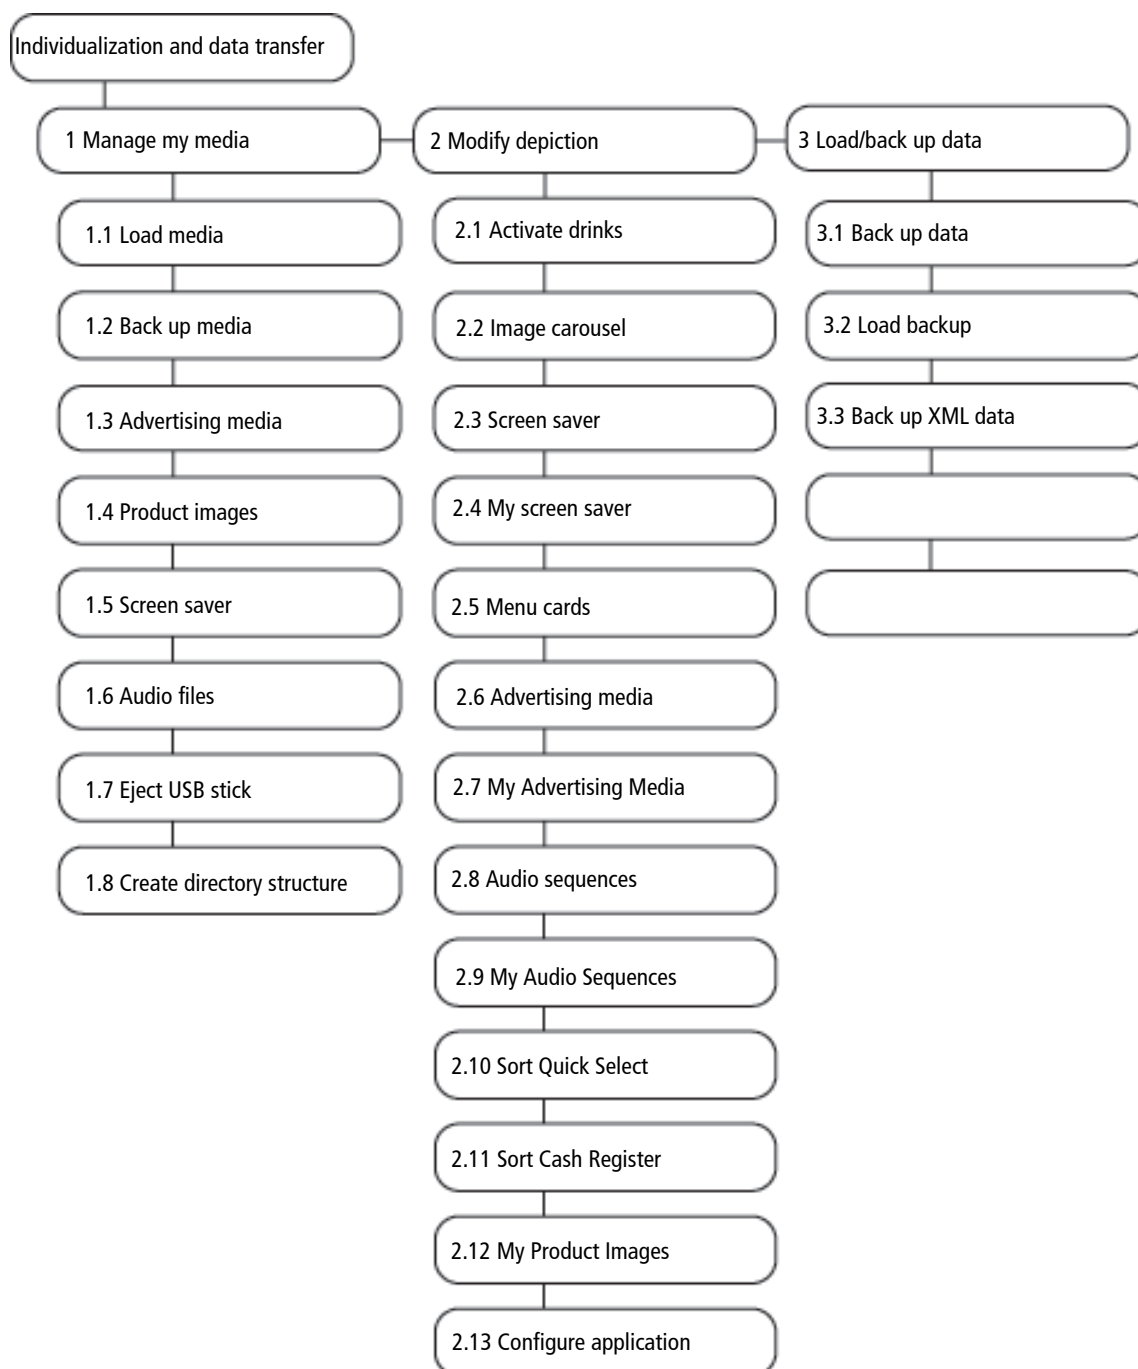 Individualization and data transfer
1 Manage my media
1.1 Load media
1.2 Back up media
1.3 Advertising media
1.4 Product images
1.5 Screen saver
1.6 Audio files
1.7 Eject USB stick
1.8 Create directory structure
2 Modify depiction
2.1 Activate drinks
2.2 Image carousel
2.3 Screen saver
2.4 My screen saver
2.5 Menu cards
2.6 Advertising media
2.7 My Advertising Media
2.8 Audio sequences
2.9 My Audio Sequences
2.10 Sort Quick Select
2.11 Sort Cash Register
2.12 My Product Images
2.13 Configure application
3 Load/back up data
3.1 Back up data
3.2 Load backup
3.3 Back up XML data